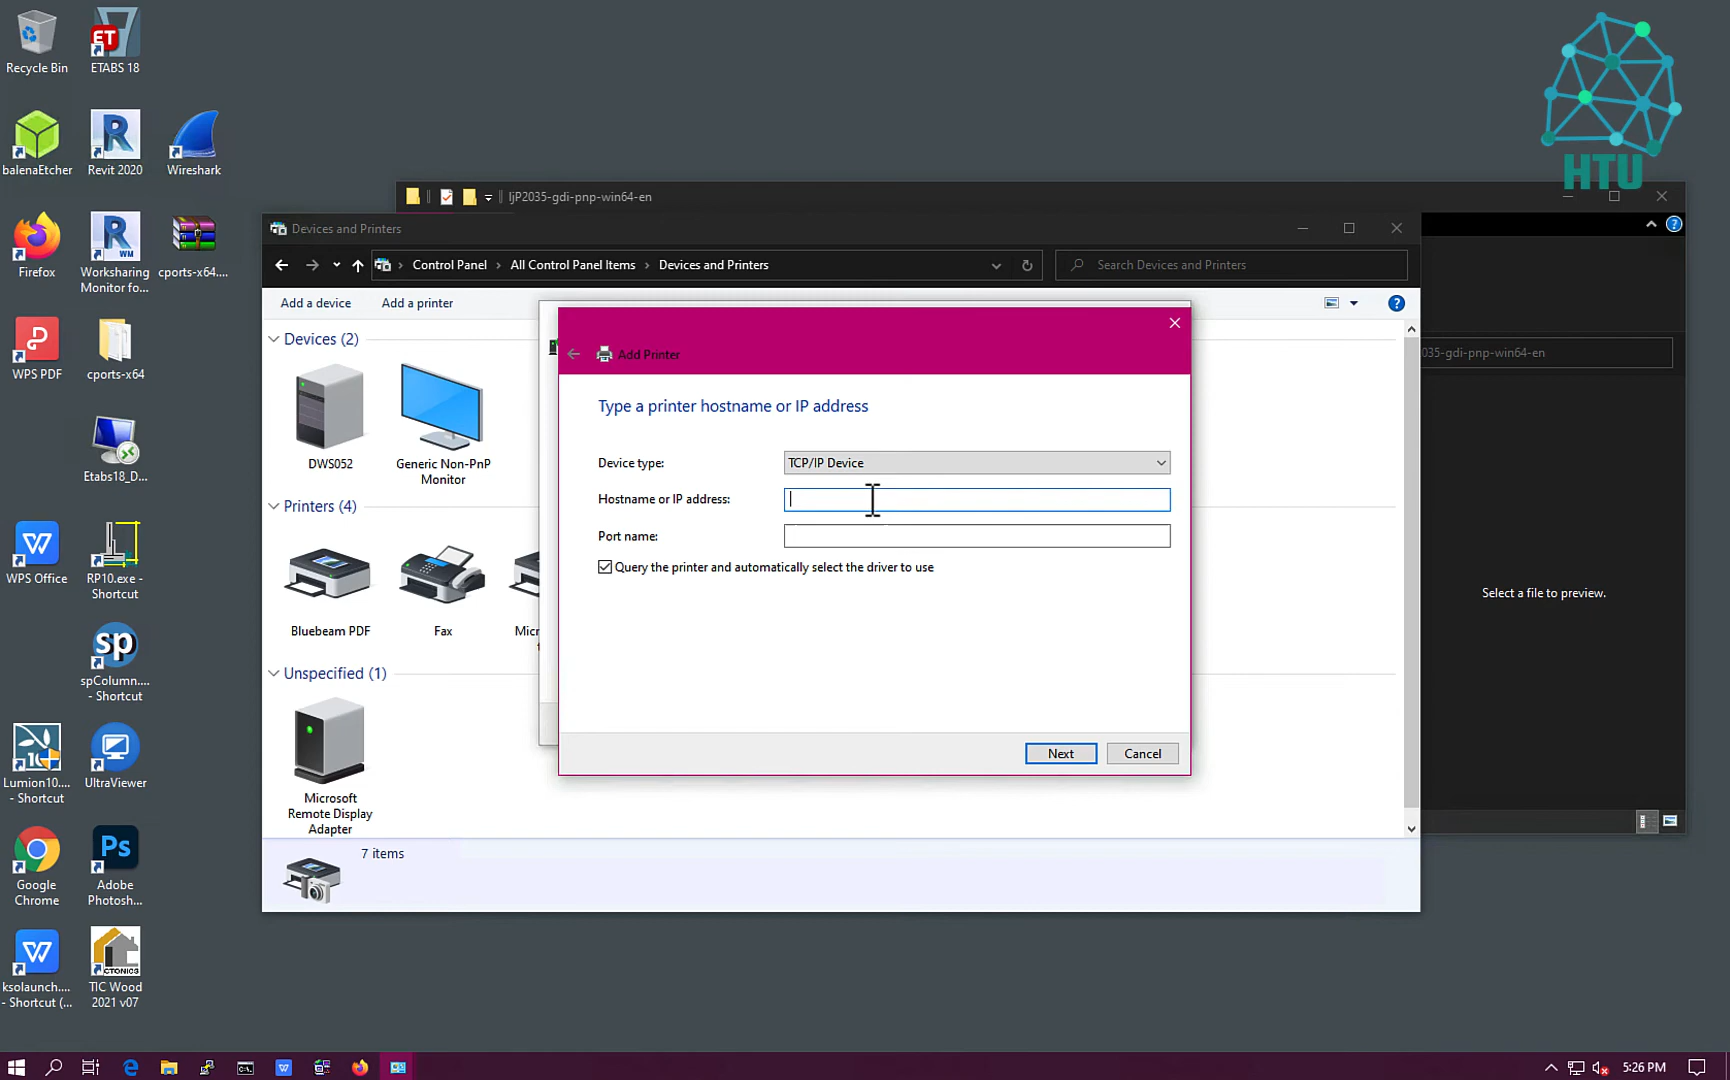 Recycle Bin
ETABS 18
balenaEtcher
Revit 2020
Wireshark
Firefox
Worksharing
Monitor fo...
cports-x64....
WPS PDF
cports-x64
Etabs18_D...
WPS Office
RP10.exe -
Shortcut
spColumn....
- Shortcut
Lumion10....
- Shortcut
UltraViewer
Google
Chrome
Adobe
Photosh...
ksolaunch....
- Shortcut (...
TIC Wood
2021 v07
HTU
ljP2035-gdi-pnp-win64-en
Devices and Printers
Control Panel > All Control Panel Items > Devices and Printers
Search Devices and Printers
Add a device
Add a printer
Devices (2)
DWS052
Generic Non-PnP
Monitor
Printers (4)
Bluebeam PDF
Fax
Unspecified (1)
Microsoft
Remote Display
Adapter
7 items
Add Printer
Type a printer hostname or IP address
Device type:
TCP/IP Device
Hostname or IP address:
Port name:
Query the printer and automatically select the driver to use
Next
Cancel
035-gdi-pnp-win64-en
Select a file to preview.
5:26 PM